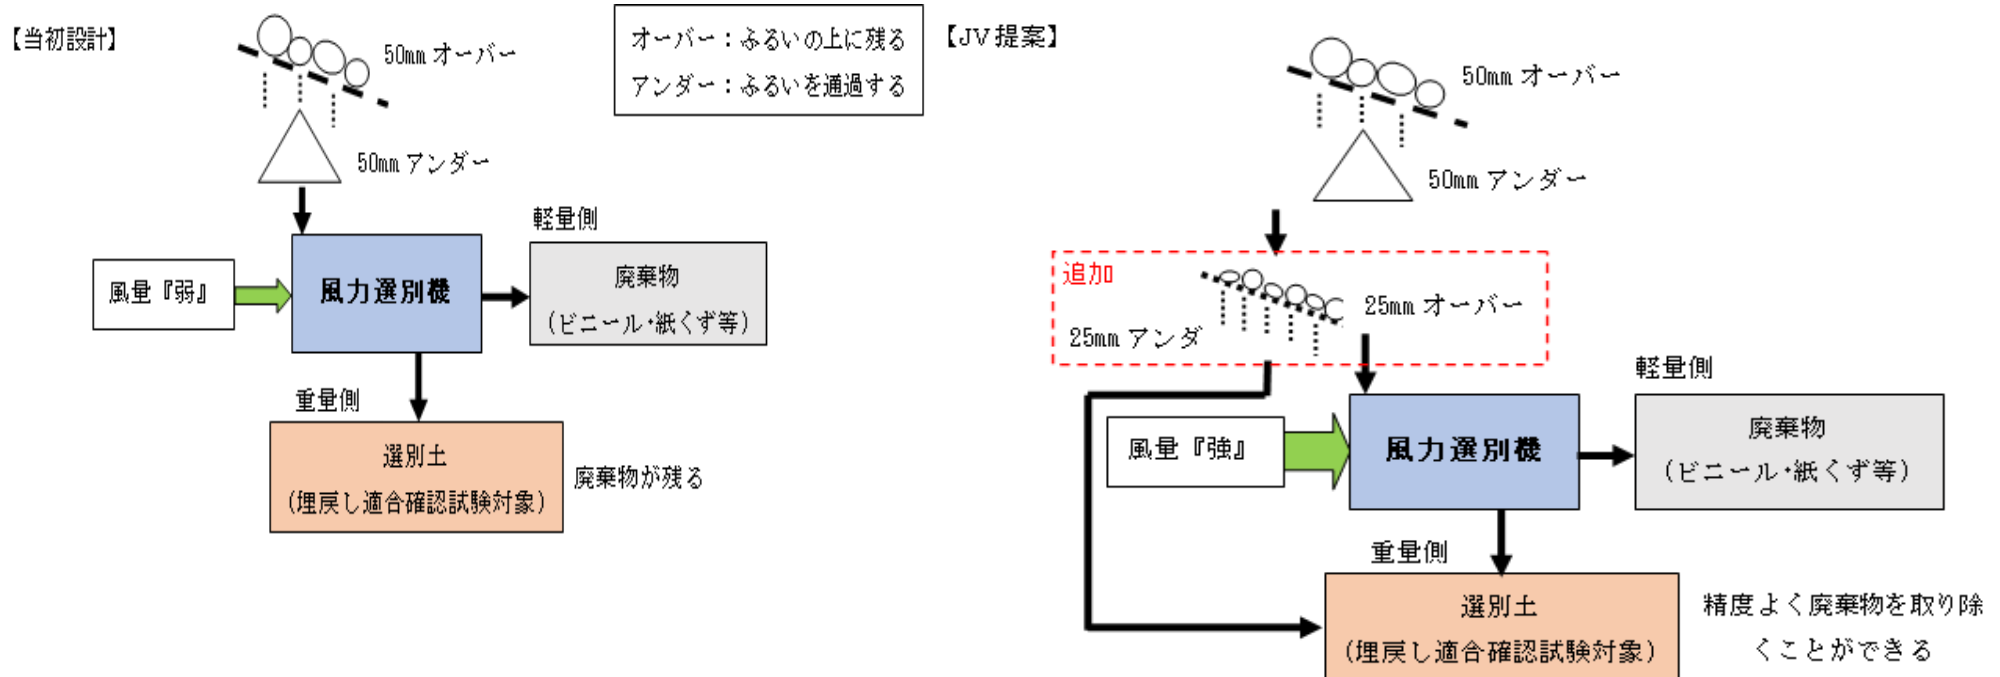 【当初設計】
50mm オーバー
50mm アンダー
オーバー：ふるいの上に残る
アンダー：ふるいを通過する
風量『弱』
風力選別機
軽量側
廃棄物
（ビニール・紙くず等）
重量側
選別土
（埋戻し適合確認試験対象）
廃棄物が残る
【JV 提案】
50mm オーバー
50mm アンダー
追加
25mm オーバー
25mm アンダ
風量『強』
風力選別機
軽量側
廃棄物
（ビニール・紙くず等）
重量側
選別土
（埋戻し適合確認試験対象）
精度よく廃棄物を取り除
くことができる